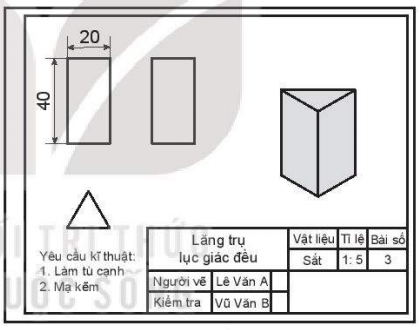 20
40
Yêu cầu kĩ thuật:
1. Làm tù cạnh
2. Mạ kẽm
Lăng trụ
lục giác đều
Vật liệu Tỉ lệ Bài số
Sắt 1: 5 3
Người vẽ Lê Văn A
Kiểm tra Vũ Văn B